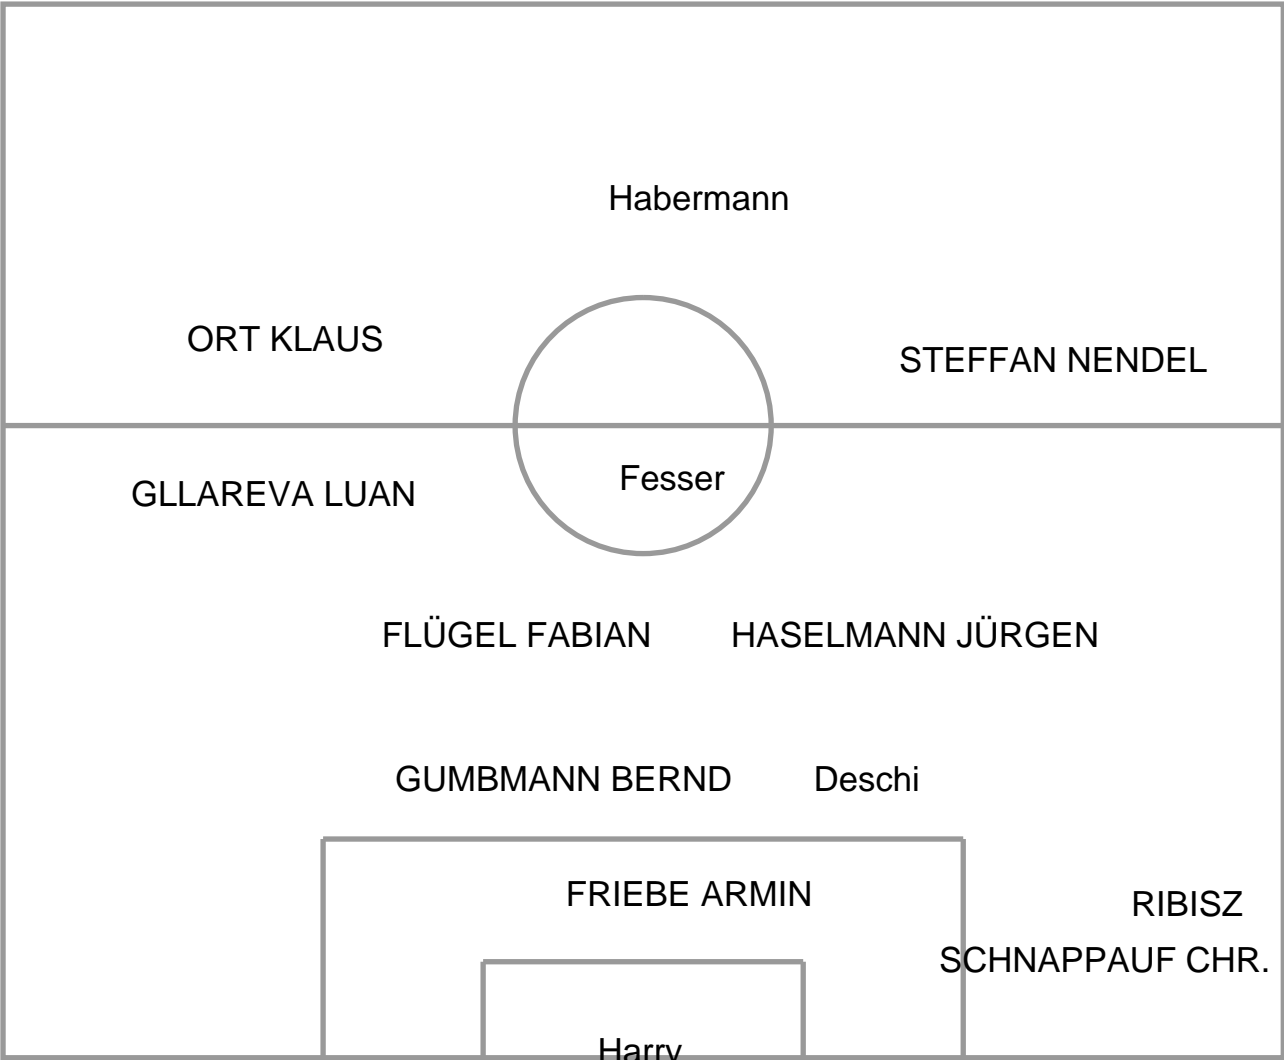 Habermann
ORT KLAUS
STEFFAN NENDEL
Fesser
GLLAREVA LUAN
FLÜGEL FABIAN
HASELMANN JÜRGEN
GUMBMANN BERND
Deschi
FRIEBE ARMIN
RIBISZ
SCHNAPPAUF CHR.
Harry